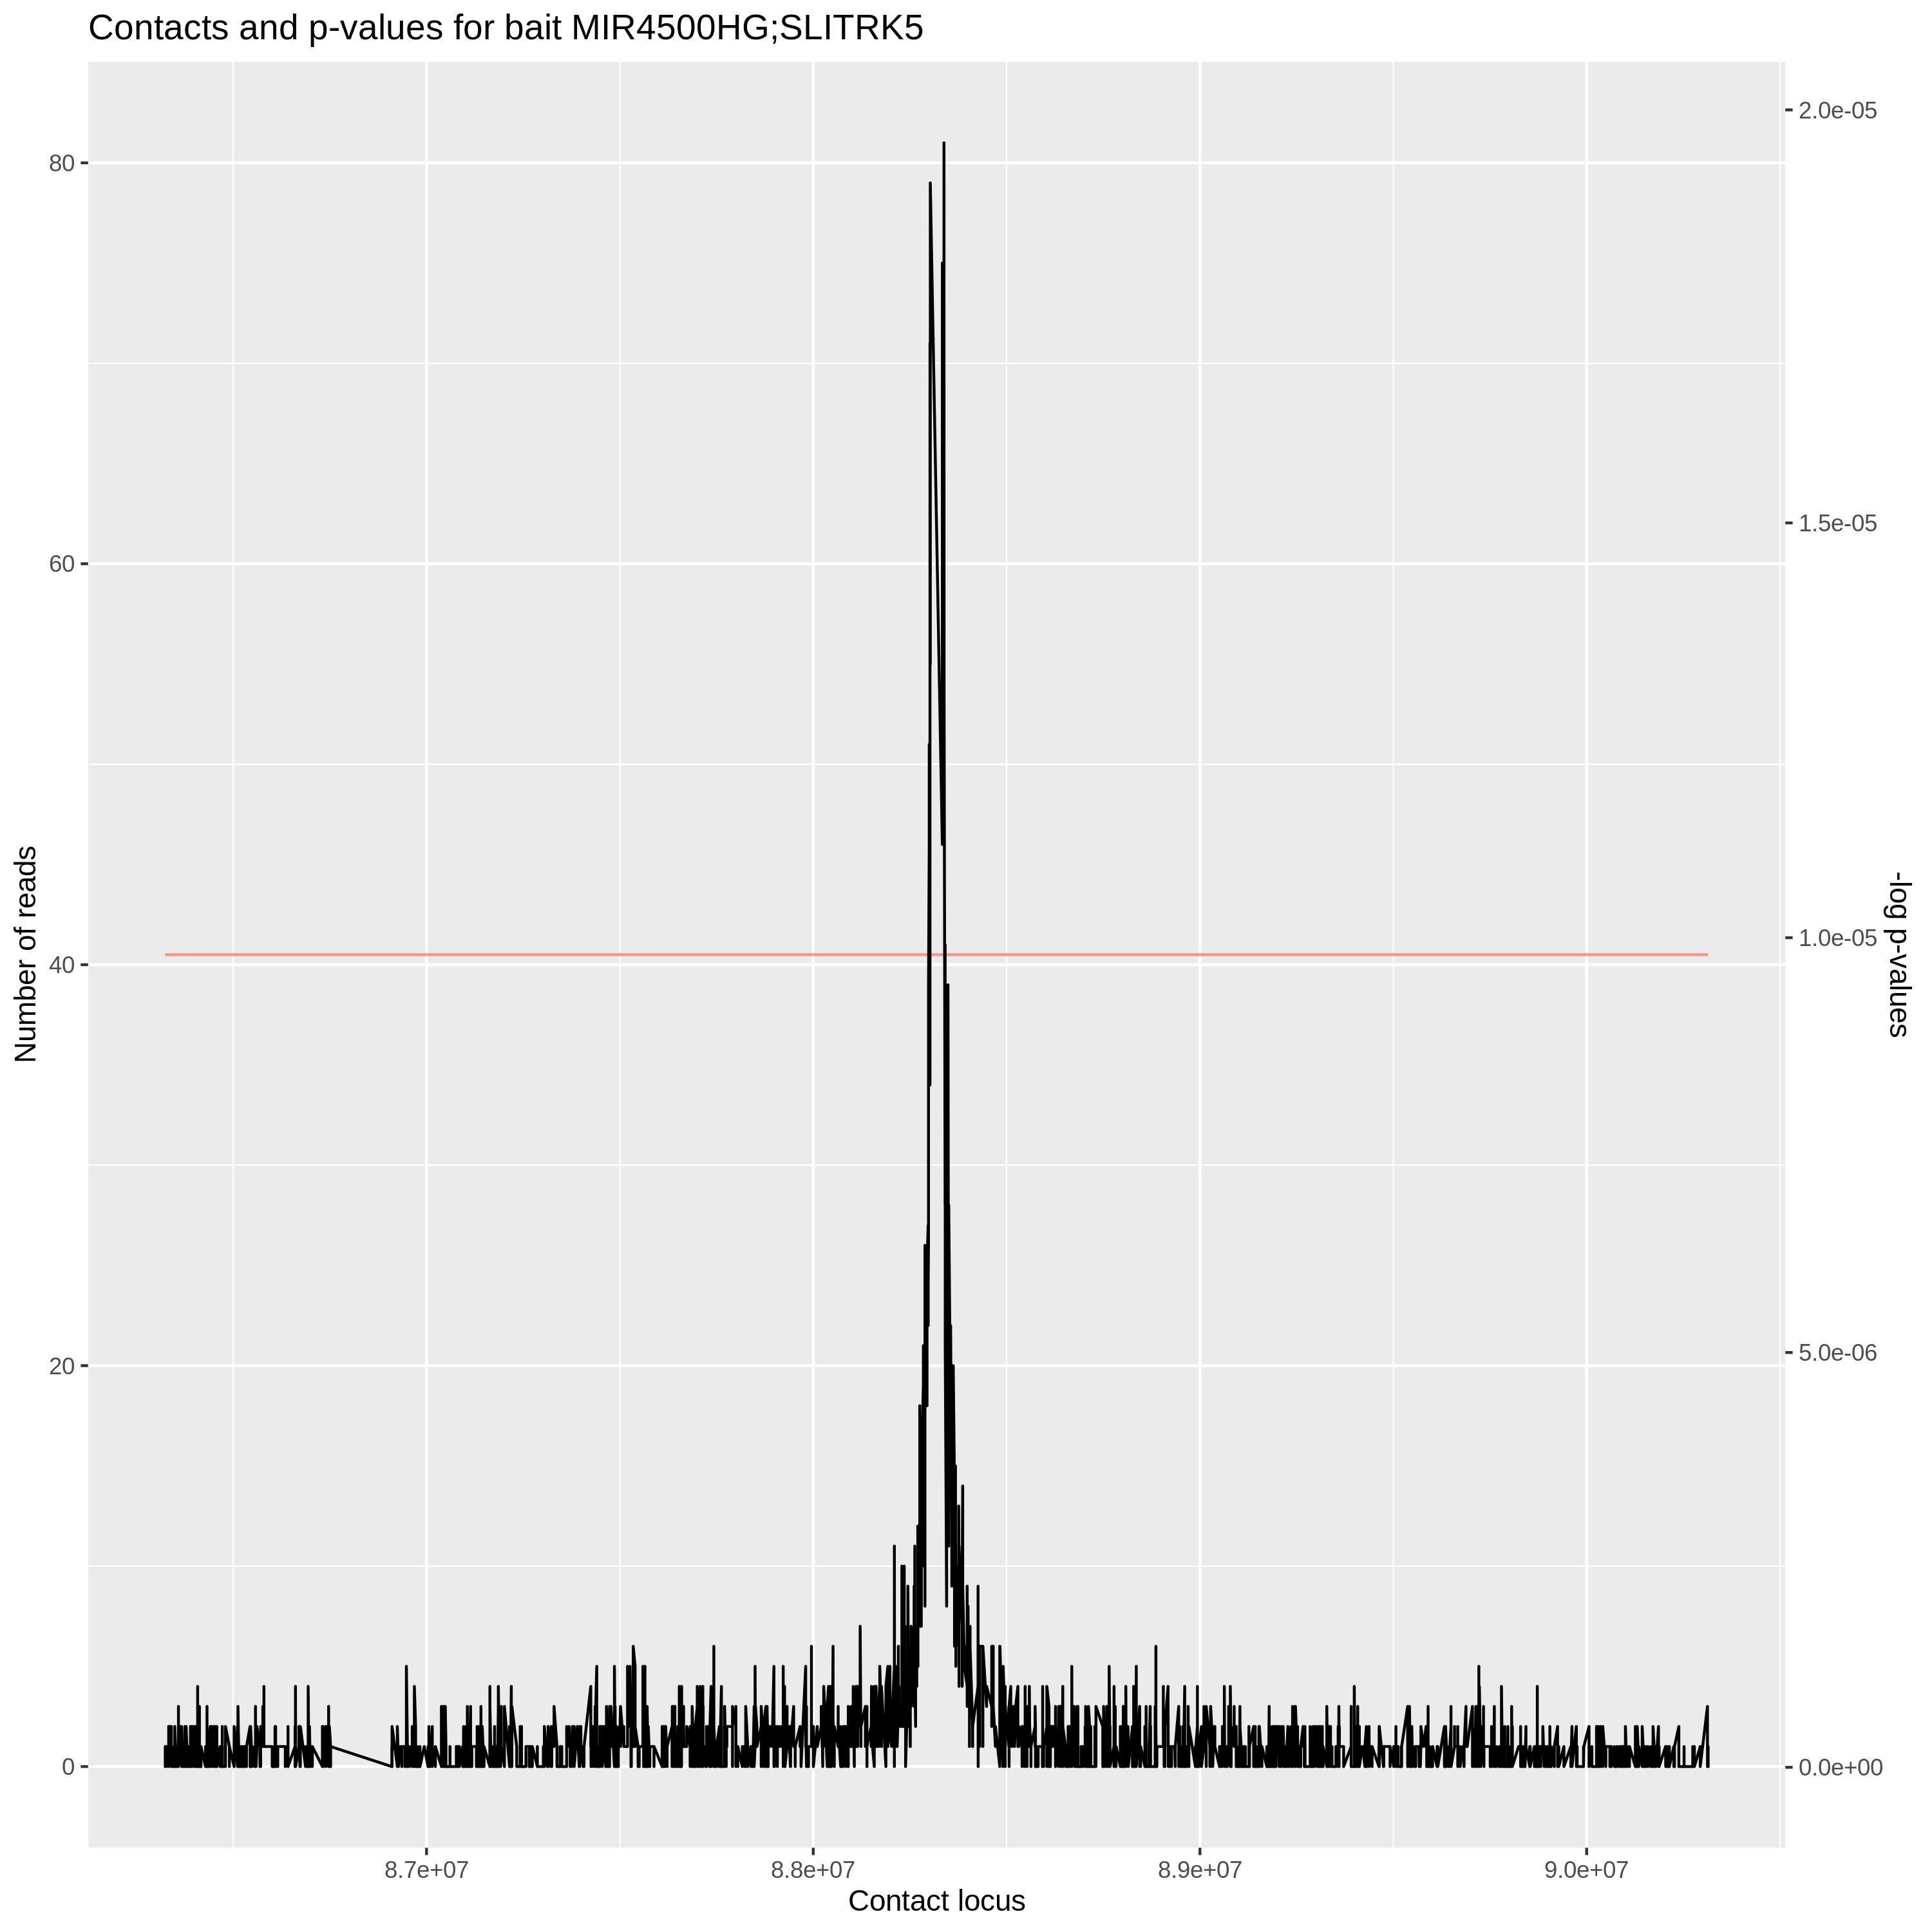 Contacts and p-values for bait MIR4500HG;SLITRK5
Number of reads
80
60
40
20
0
2.0e-05
1.5e-05
1.0e-05
5.0e-06
0.0e+00
-log p-values
8.7e+07 8.8e+07 8.9e+07 9.0e+07
Contact locus